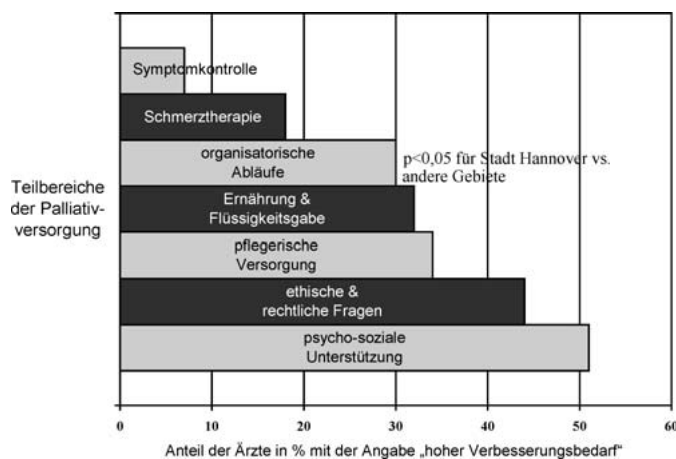 Symptomkontrolle
Schmerztherapie
organisatorische
Abläufe
p<0,05 für Stadt Hannover vs.
andere Gebiete
Teilbereiche
der Palliativ-
versorgung
Ernährung &
Flüssigkeitsgabe
pflegerische
Versorgung
ethische &
rechtliche Fragen
psycho-soziale
Unterstützung
0 10 20 30 40 50 60
Anteil der Ärzte in % mit der Angabe „hoher Verbesserungsbedarf“